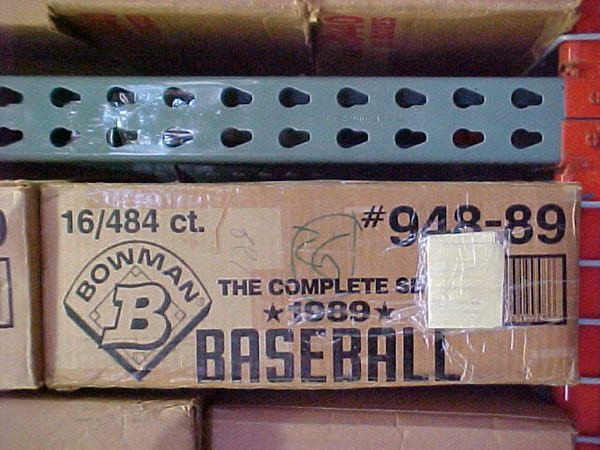 16/484 ct.
#948-89
BOWMAN®
B
THE COMPLETE SE
★1989★
BASEBALL